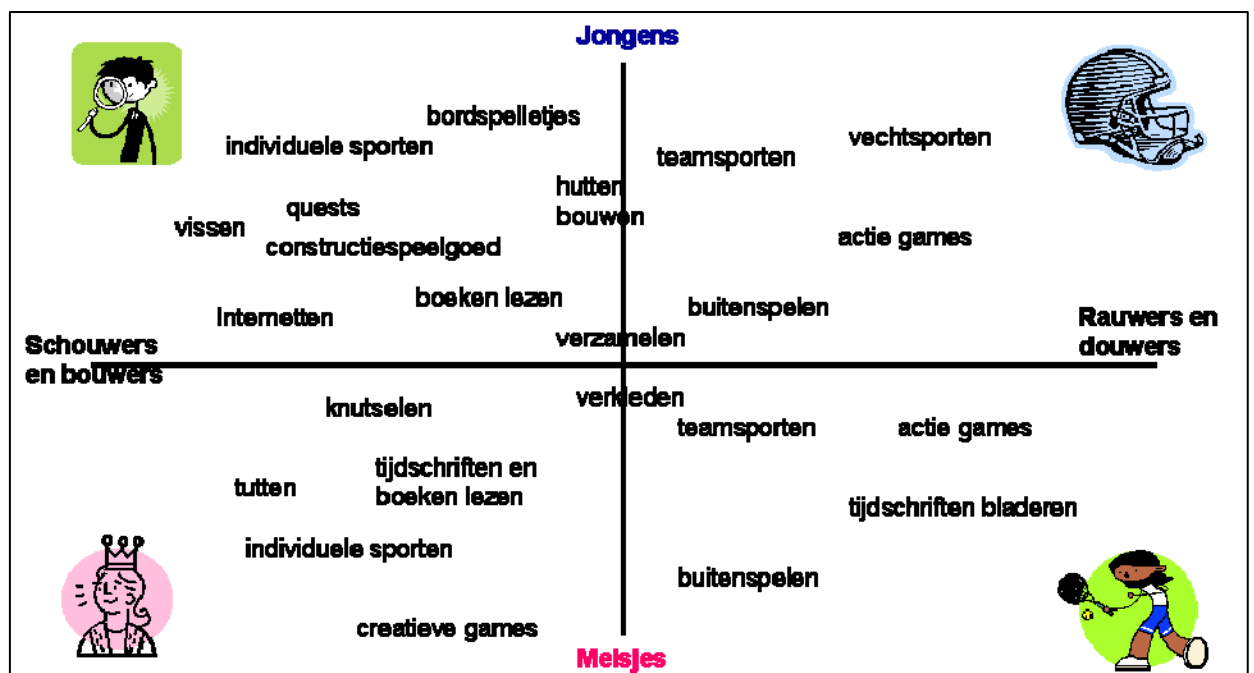 Jongens
bordspelletjes
vechtsporten
individuele sporten
teamsporten
hutten
bouwen
quests
vissen
actie games
constructiespeelgoed
boeken lezen
buitenspelen
Internetten
Rauwers en
douwers
verzamelen
Schouwers
en bouwers
verkleden
knutselen
teamsporten
actie games
tijdschriften en
boeken lezen
tutten
tijdschriften bladeren
individuele sporten
buitenspelen
creatieve games
Meisjes